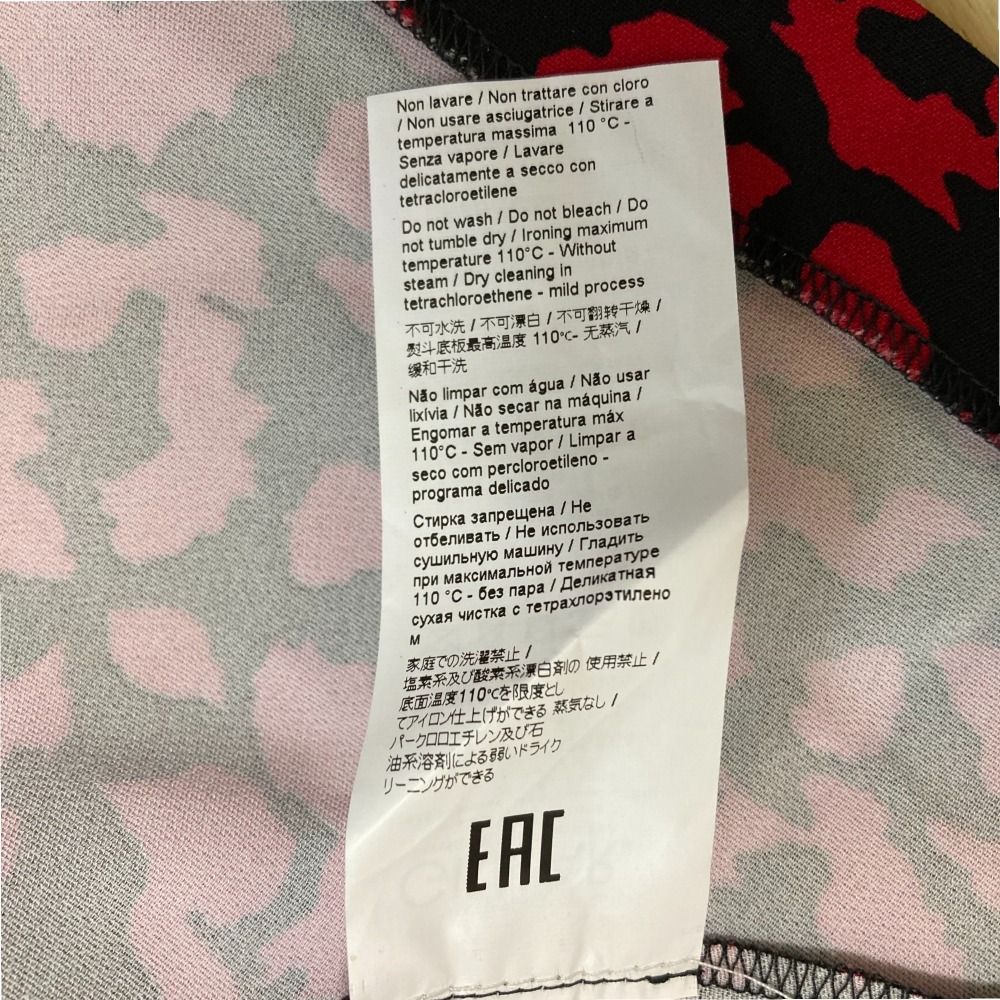 Non lavare / Non trattare con cloro
/ Non usare asciugatrice / Stirare a
temperatura massima 110 °C -
Senza vapore / Lavare
delicatamente a secco con
tetracloroetilene
Do not wash / Do not bleach / Do
not tumble dry / Ironing maximum
temperature 110°C - Without
steam / Dry cleaning in
tetrachloroethene - mild process
不可水洗 / 不可漂白 / 不可翻转干燥 /
熨斗底板最高温度 110℃- 无蒸汽 /
缓和干洗
Não limpar com água / Não usar
lixívia / Não secar na máquina /
Engomar a temperatura máx
110°C - Sem vapor / Limpar a
seco com percloroetileno -
programa delicado
Стирка запрещена / Не
отбеливать / Не использовать
сушильную машину / Гладить
при максимальной температуре
110 °C - без пара / Деликатная
сухая чистка с тетрахлорэтилено
м
家庭での洗濯禁止 /
塩素系及び酸素系漂白剤の 使用禁止 /
底面温度110℃を限度とし
てアイロン仕上げができる 蒸気なし /
パークロロエチレン及び石
油系溶剤による弱いドライク
リーニングができる
EAC